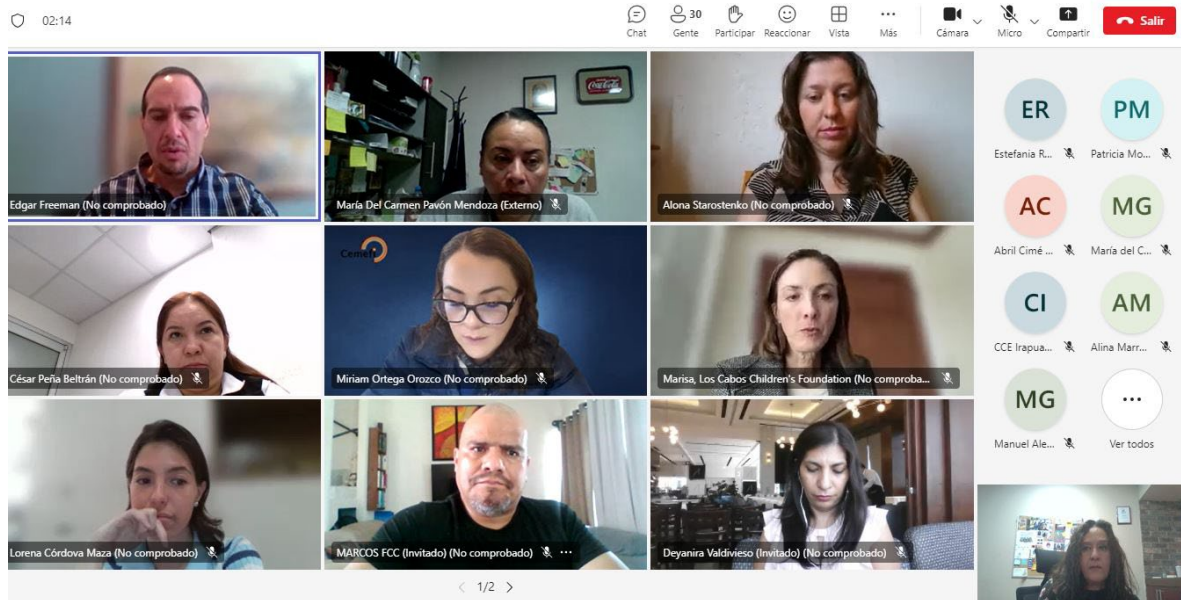 02:14
Chat
30
Gente
Participar
Reaccionar
Vista
Más
Cámara
Micro
Compartir
Salir
Edgar Freeman (No comprobado)
María Del Carmen Pavón Mendoza (Externo)
Coca-Cola
Alona Starostenko (No comprobado)
César Peña Beltrán (No comprobado)
Cemefi
Miriam Ortega Orozco (No comprobado)
Marisa, Los Cabos Children's Foundation (No comproba...
Lorena Córdova Maza (No comprobado)
MARCOS FCC (Invitado) (No comprobado)
Deyanira Valdivieso (Invitado) (No comprobado)
ER
Estefania R...
PM
Patricia Mo...
AC
Abril Cimé ...
MG
María del C...
CI
CCE Irapua...
AM
Alina Marr...
MG
Manuel Ale...
Ver todos
1/2